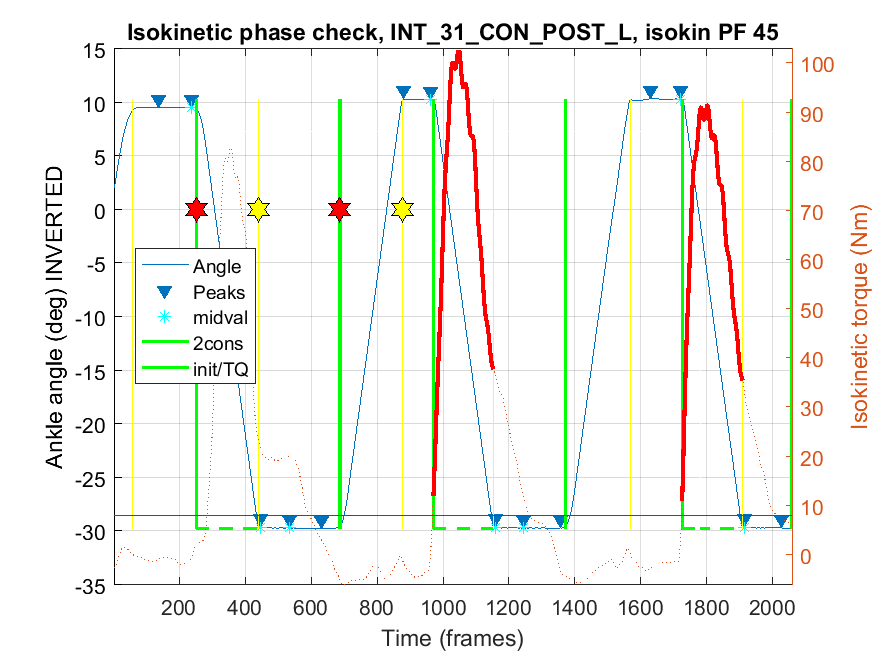 Isokinetic phase check, INT_31_CON_POST_L, isokin PF 45
15
10
5
0
-5
-10
-15
-20
-25
-30
-35
Ankle angle (deg) INVERTED
Angle
Peaks
midval
2cons
init/TQ
100
90
80
70
60
50
40
30
20
10
0
Isokinetic torque (Nm)
200 400 600 800 1000 1200 1400 1600 1800 2000
Time (frames)